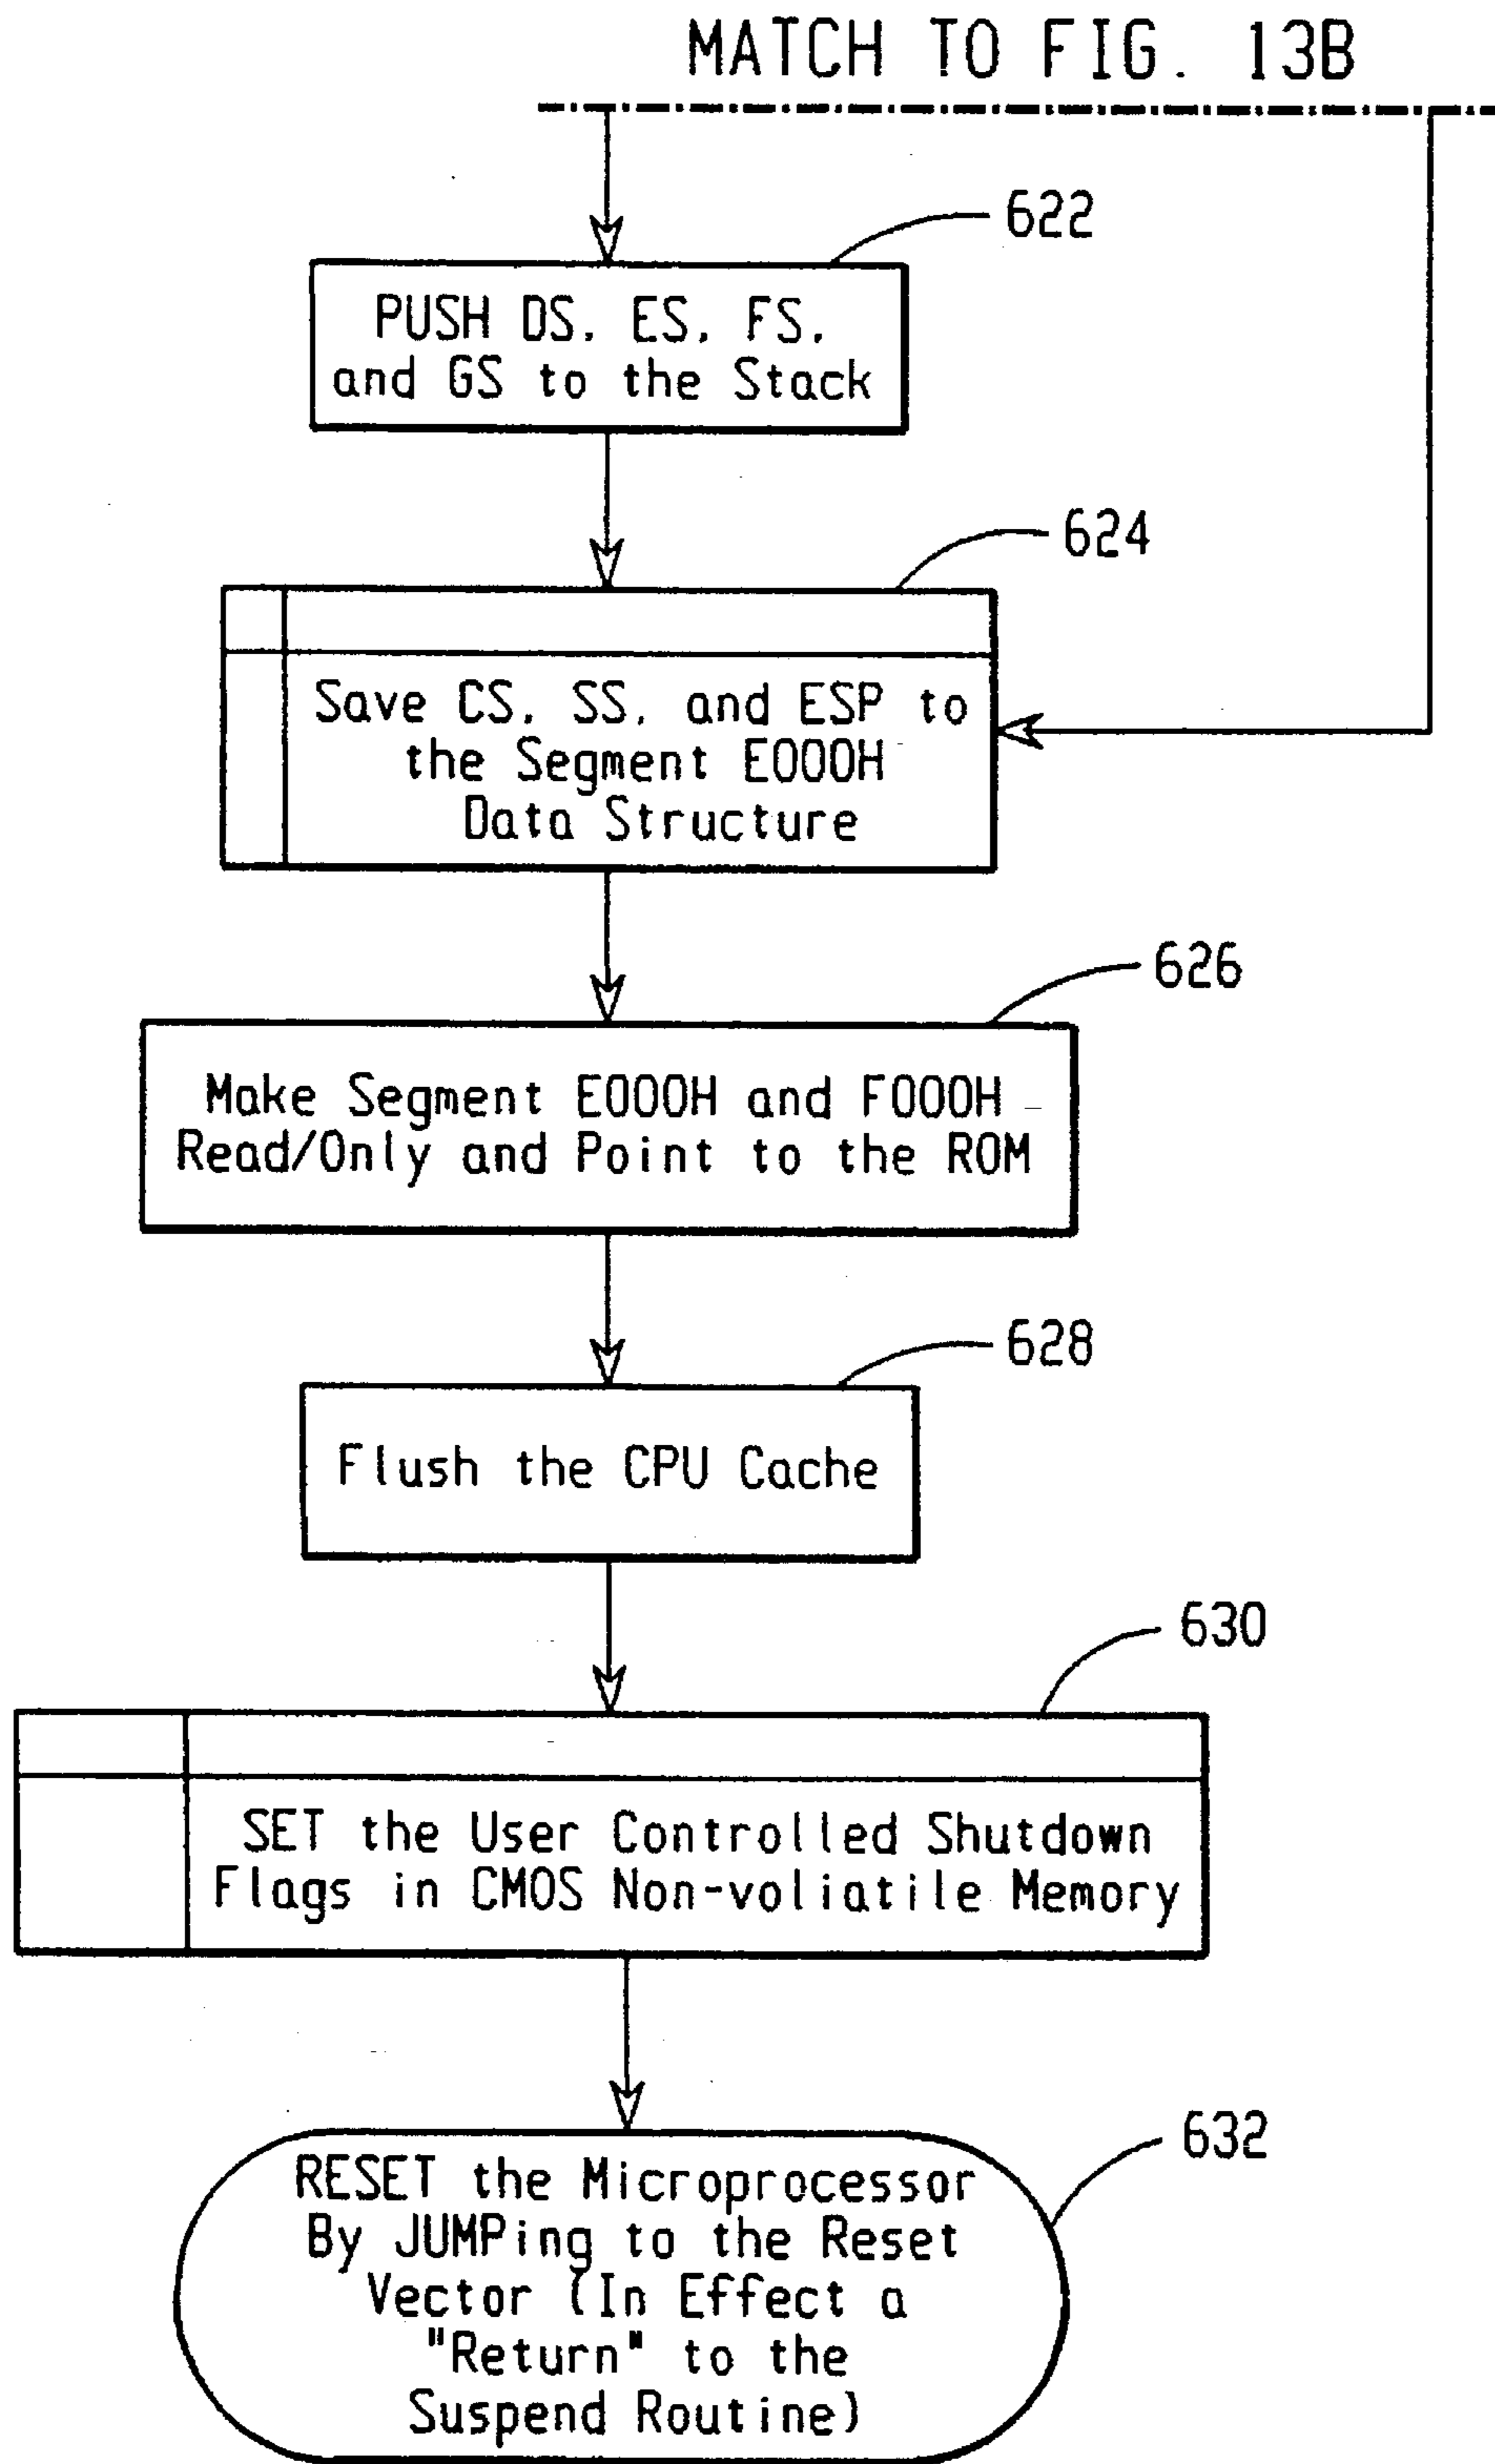 MATCH TO FIG. 13B
622
PUSH DS, ES, FS,
and GS to the Stack
624
Save CS, SS, and ESP to
the Segment E000H
Data Structure
626
Make Segment E000H and F000H
Read/Only and Point to the ROM
628
Flush the CPU Cache
630
SET the User Controlled Shutdown
Flags in CMOS Non-voliatile Memory
632
RESET the Microprocessor
By JUMPing to the Reset
Vector (In Effect a
"Return" to the
Suspend Routine)